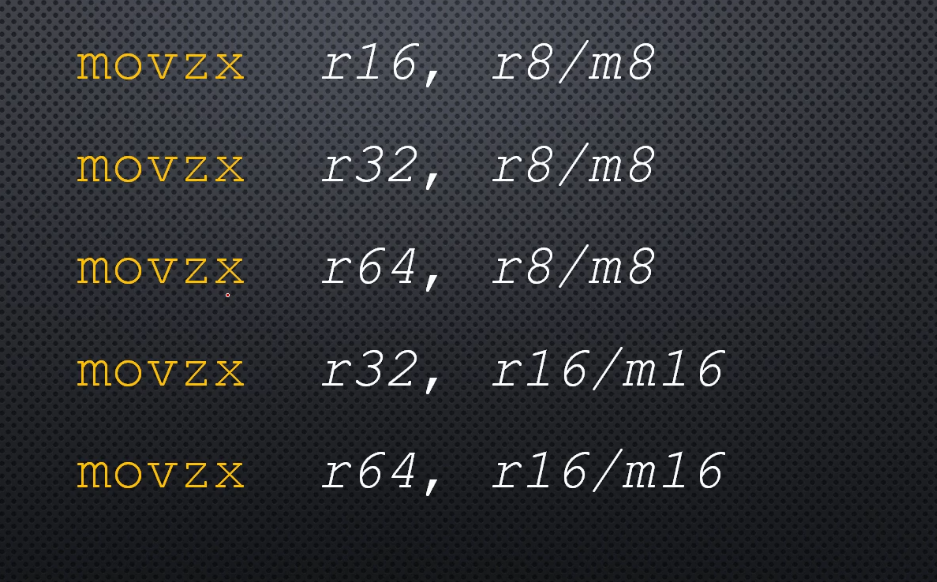 movzx r16, r8/m8
movzx r32, r8/m8
movzx r64, r8/m8
movzx r32, r16/m16
movzx r64, r16/m16